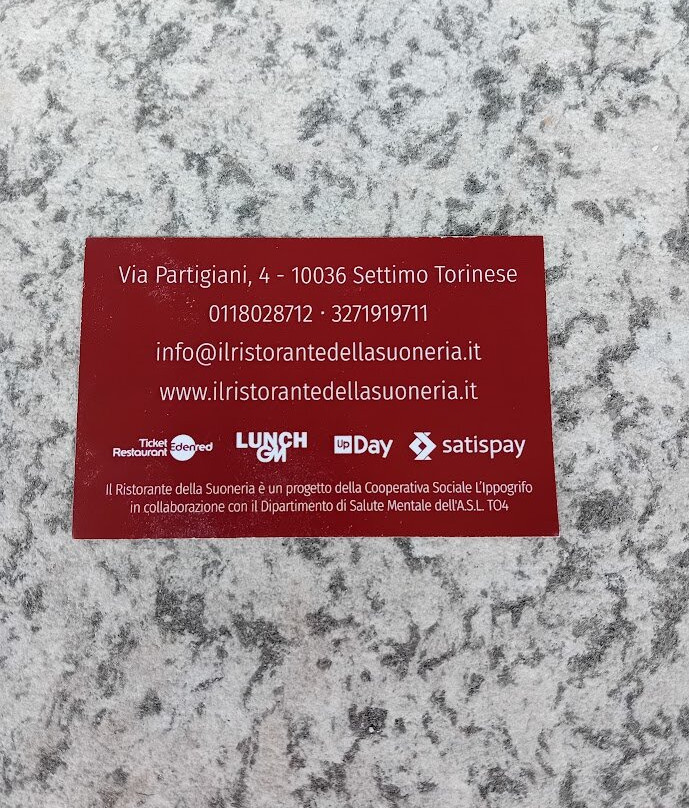 Via Partigiani, 4 - 10036 Settimo Torinese
0118028712 · 3271919711
info@ilristorantedellasuoneria.it
www.ilristorantedellasuoneria.it
Ticket Restaurant Edenred LUNCH GM Up Day satispay
Il Ristorante della Suoneria è un progetto della Cooperativa Sociale L'Ippogrifo
in collaborazione con il Dipartimento di Salute Mentale dell'A.S.L. TO4